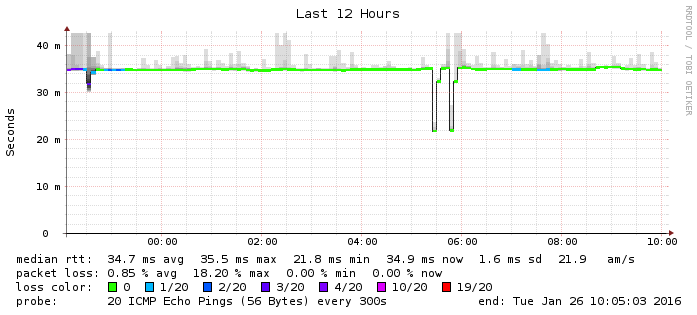 Last 12 Hours
RRDTOOL / TOBI OETIKER
Seconds
40 m
30 m
20 m
10 m
0
00:00 02:00 04:00 06:00 08:00 10:00
median rtt: 34.7 ms avg 35.5 ms max 21.8 ms min 34.9 ms now 1.6 ms sd 21.9 am/s
packet loss: 0.85 % avg 18.20 % max 0.00 % min 0.00 % now
loss color: 0 1/20 2/20 3/20 4/20 10/20 19/20
probe: 20 ICMP Echo Pings (56 Bytes) every 300s end: Tue Jan 26 10:05:03 2016